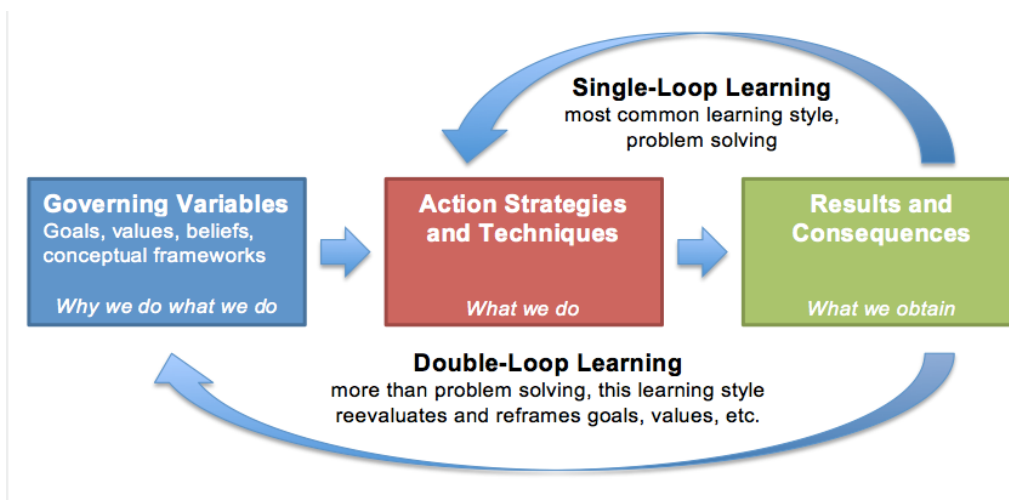 Single-Loop Learning
most common learning style,
problem solving
Governing Variables
Goals, values, beliefs,
conceptual frameworks
Why we do what we do
Action Strategies
and Techniques
What we do
Results and
Consequences
What we obtain
Double-Loop Learning
more than problem solving, this learning style
reevaluates and reframes goals, values, etc.